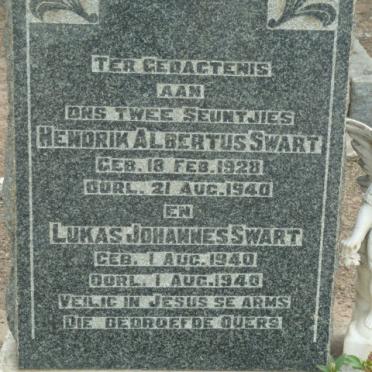 TER GEDACTENIS
AAN
ONS TWEE SEUNTJIES
HENDRIK ALBERTUS SWART
GEB. 18 FEB. 1928
OORL. 21 AUG. 1940
EN
LUKAS JOHANNES SWART
GEB. 1 AUG. 1940
OORL. 1 AUG. 1940
VEILIG IN JESUS SE ARMS
DIE BEDROEFDE OUERS